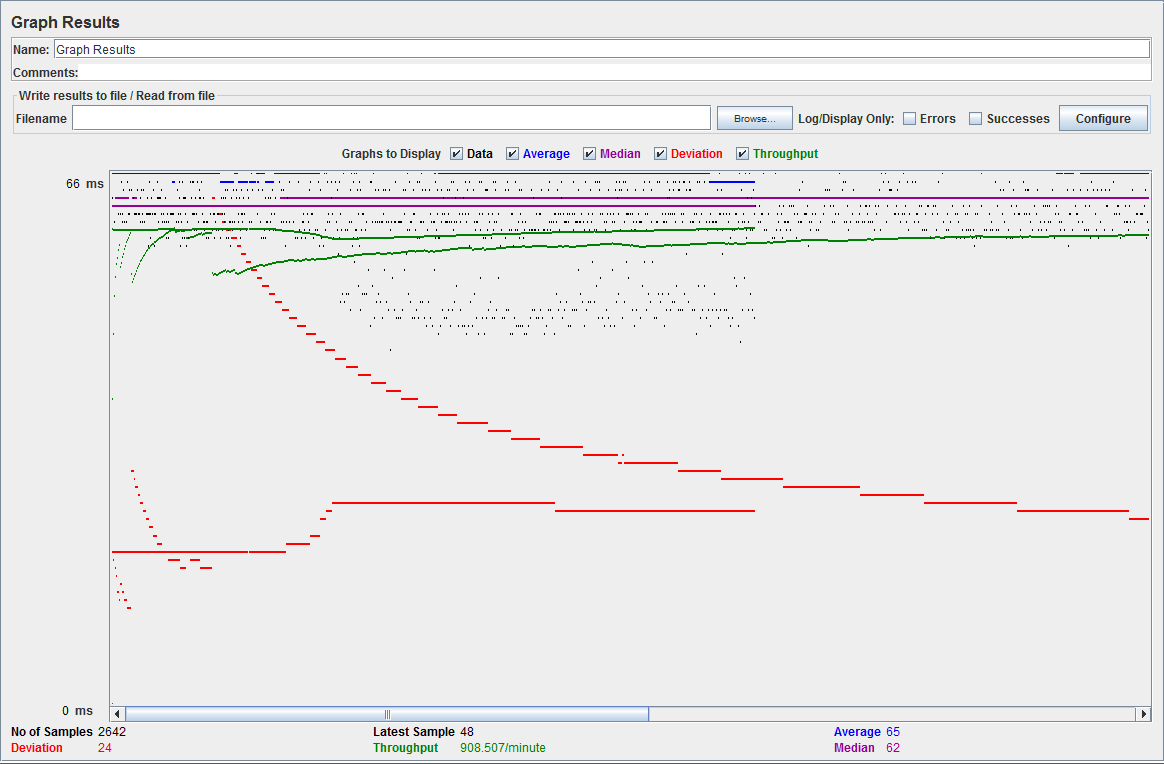 Graph Results
Name: Graph Results
Comments:
Write results to file / Read from file
Filename Browse... Log/Display Only: Errors Successes Configure
Graphs to Display Data Average Median Deviation Throughput
66 ms
0 ms
No of Samples 2642 Latest Sample 48 Average 65
Deviation 24 Throughput 908.507/minute Median 62